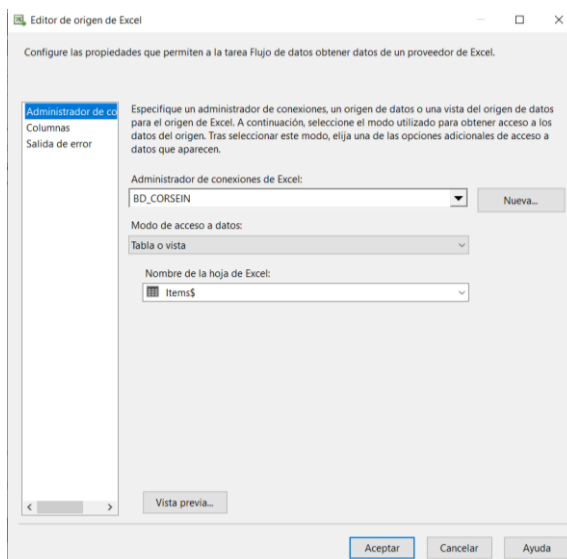 Editor de origen de Excel
Configure las propiedades que permiten a la tarea Flujo de datos obtener datos de un proveedor de Excel.
Administrador de co
Columnas
Salida de error
Especifique un administrador de conexiones, un origen de datos o una vista del origen de datos
para el origen de Excel. A continuación, seleccione el modo utilizado para obtener acceso a los
datos del origen. Tras seleccionar este modo, elija una de las opciones adicionales de acceso a
datos que aparecen.
Administrador de conexiones de Excel:
BD_CORSEIN
Nueva...
Modo de acceso a datos:
Tabla o vista
Nombre de la hoja de Excel:
Items$
Vista previa...
Aceptar
Cancelar
Ayuda